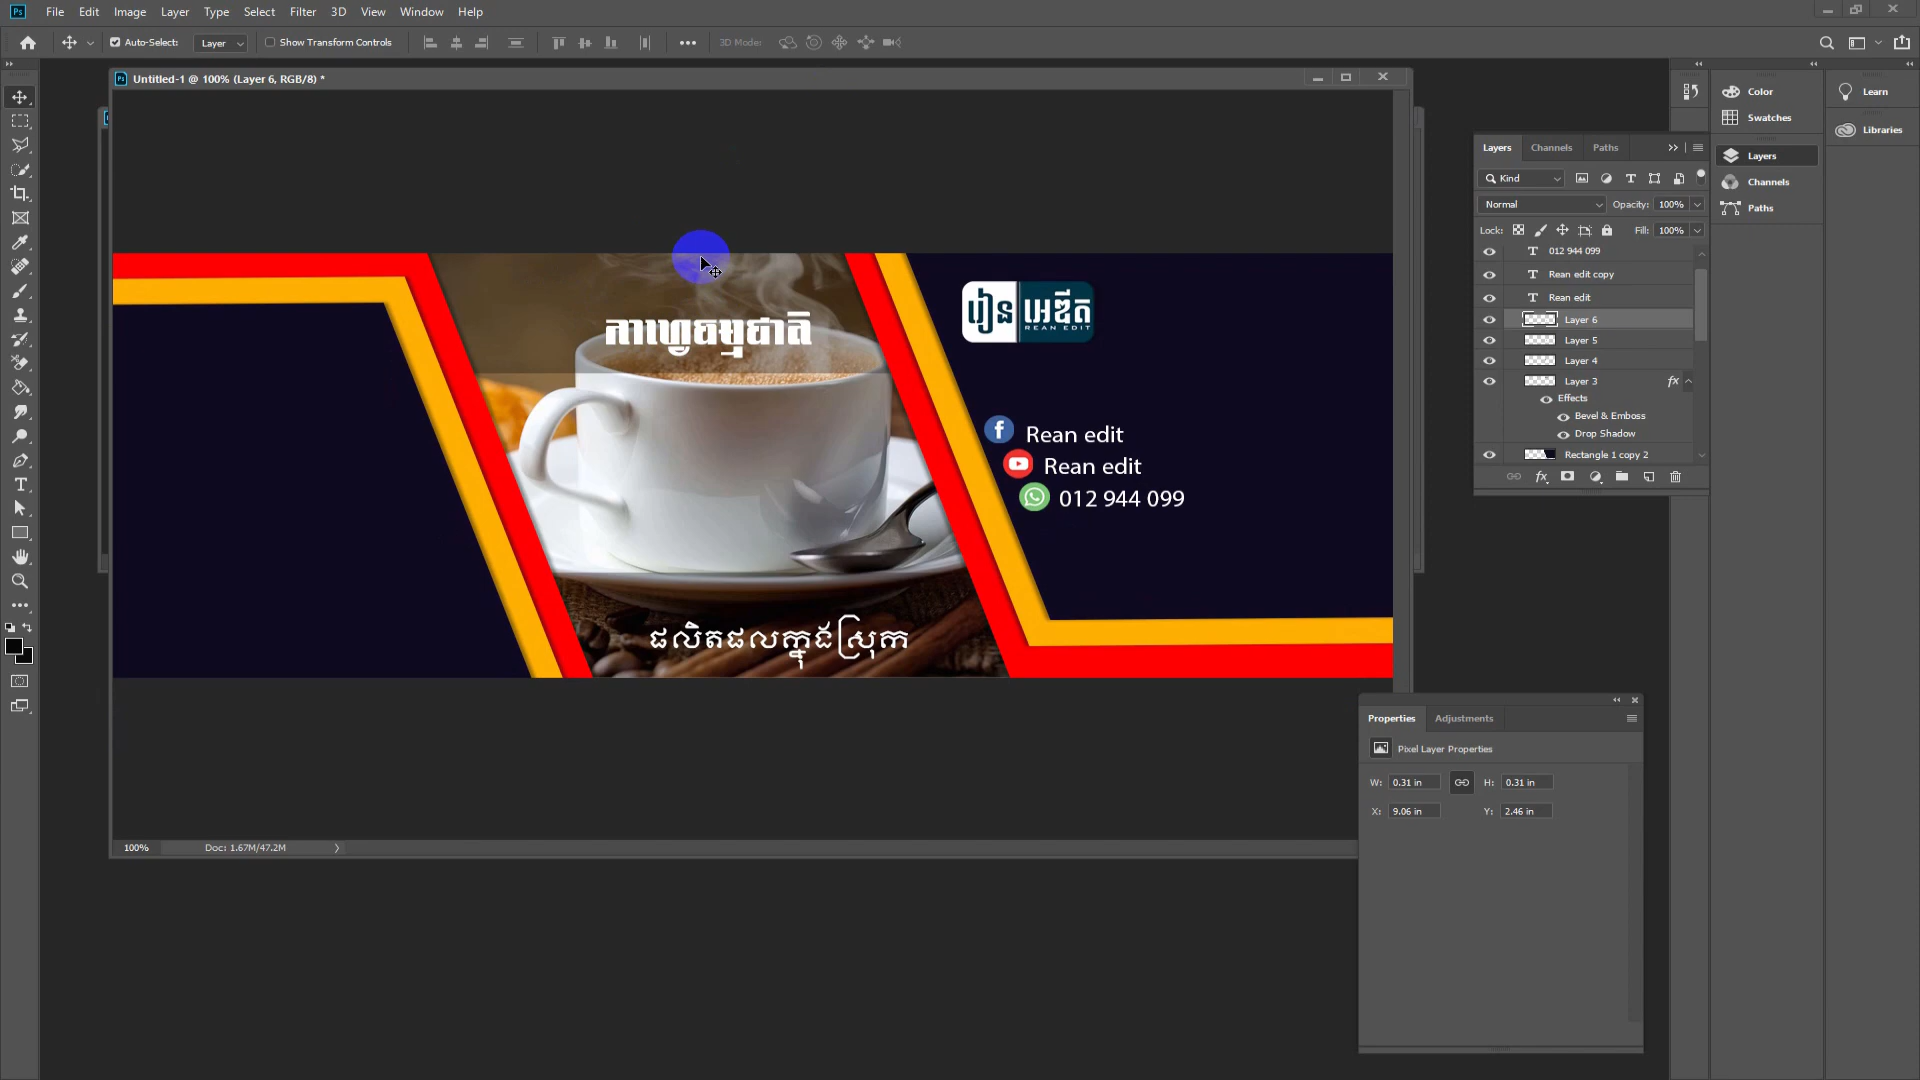 Ps File Edit Image Layer Type Select Filter 3D View Window Help
Auto-Select: Layer Show Transform Controls 3D Mode:
Ps Untitled-1 @ 100% (Layer 6, RGB/8) *
កាហ្វេធម្មជាតិ
រៀន អេឌីត
REAN EDIT
Rean edit
Rean edit
012 944 099
ផលិតផលក្នុងស្រុក
100% Doc: 1.67M/47.2M
Layers Channels Paths
Kind
Normal Opacity: 100%
Lock: Fill: 100%
012 944 099
Rean edit copy
Rean edit
Layer 6
Layer 5
Layer 4
Layer 3 fx
Effects
Bevel & Emboss
Drop Shadow
Rectangle 1 copy 2
fx
Color
Swatches
Layers
Channels
Paths
Learn
Libraries
Properties Adjustments
Pixel Layer Properties
W: 0.31 in H: 0.31 in
X: 9.06 in Y: 2.46 in